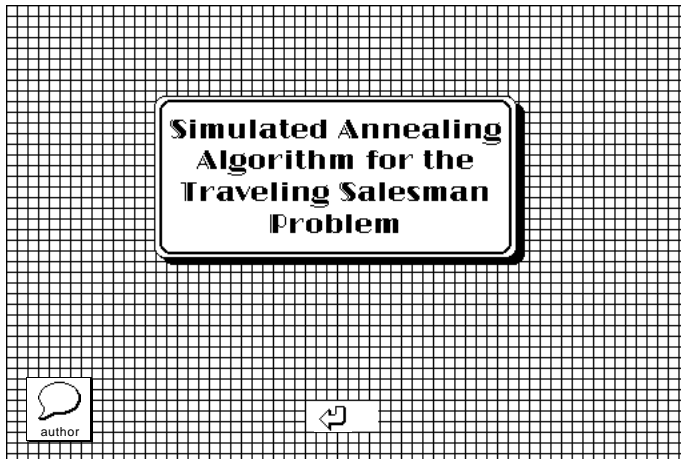 Simulated Annealing
Algorithm for the
Traveling Salesman
Problem
author